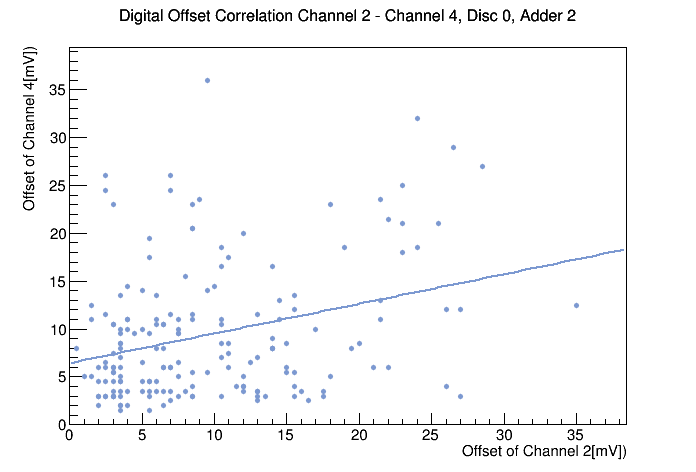 Digital Offset Correlation Channel 2 - Channel 4, Disc 0, Adder 2
Offset of Channel 4[mV])
35
30
25
20
15
10
5
0
0 5 10 15 20 25 30 35
Offset of Channel 2[mV])